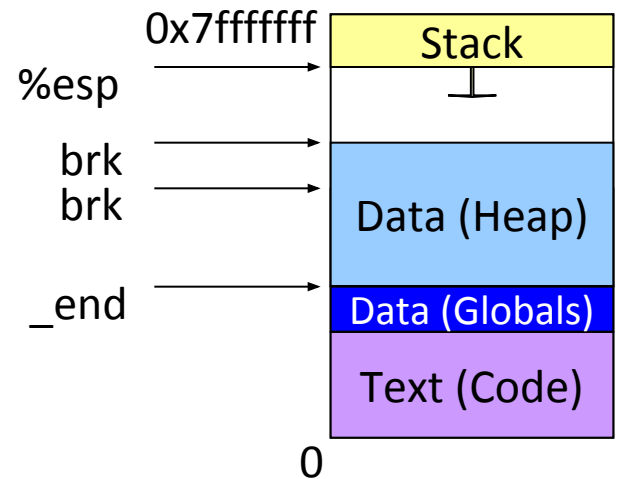 0x7fffffff
Stack
%esp
brk
brk
Data (Heap)
_end
Data (Globals)
Text (Code)
0